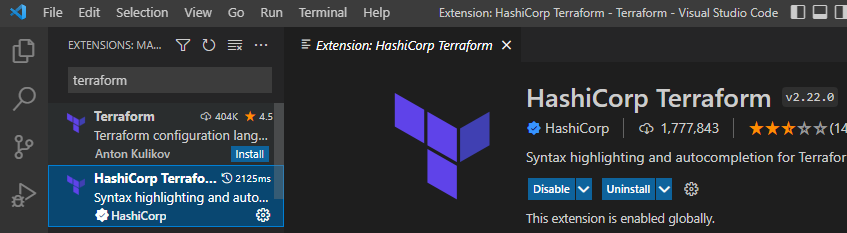 File Edit Selection View Go Run Terminal Help Extension: HashiCorp Terraform - Terraform - Visual Studio Code
EXTENSIONS: MA...
terraform
Terraform 404K 4.5
Terraform configuration lang...
Anton Kulikov Install
HashiCorp Terrafo... 2125ms
Syntax highlighting and auto...
HashiCorp
Extension: HashiCorp Terraform
HashiCorp Terraform v2.22.0
HashiCorp 1,777,843 (14
Syntax highlighting and autocompletion for Terrafor
Disable Uninstall
This extension is enabled globally.